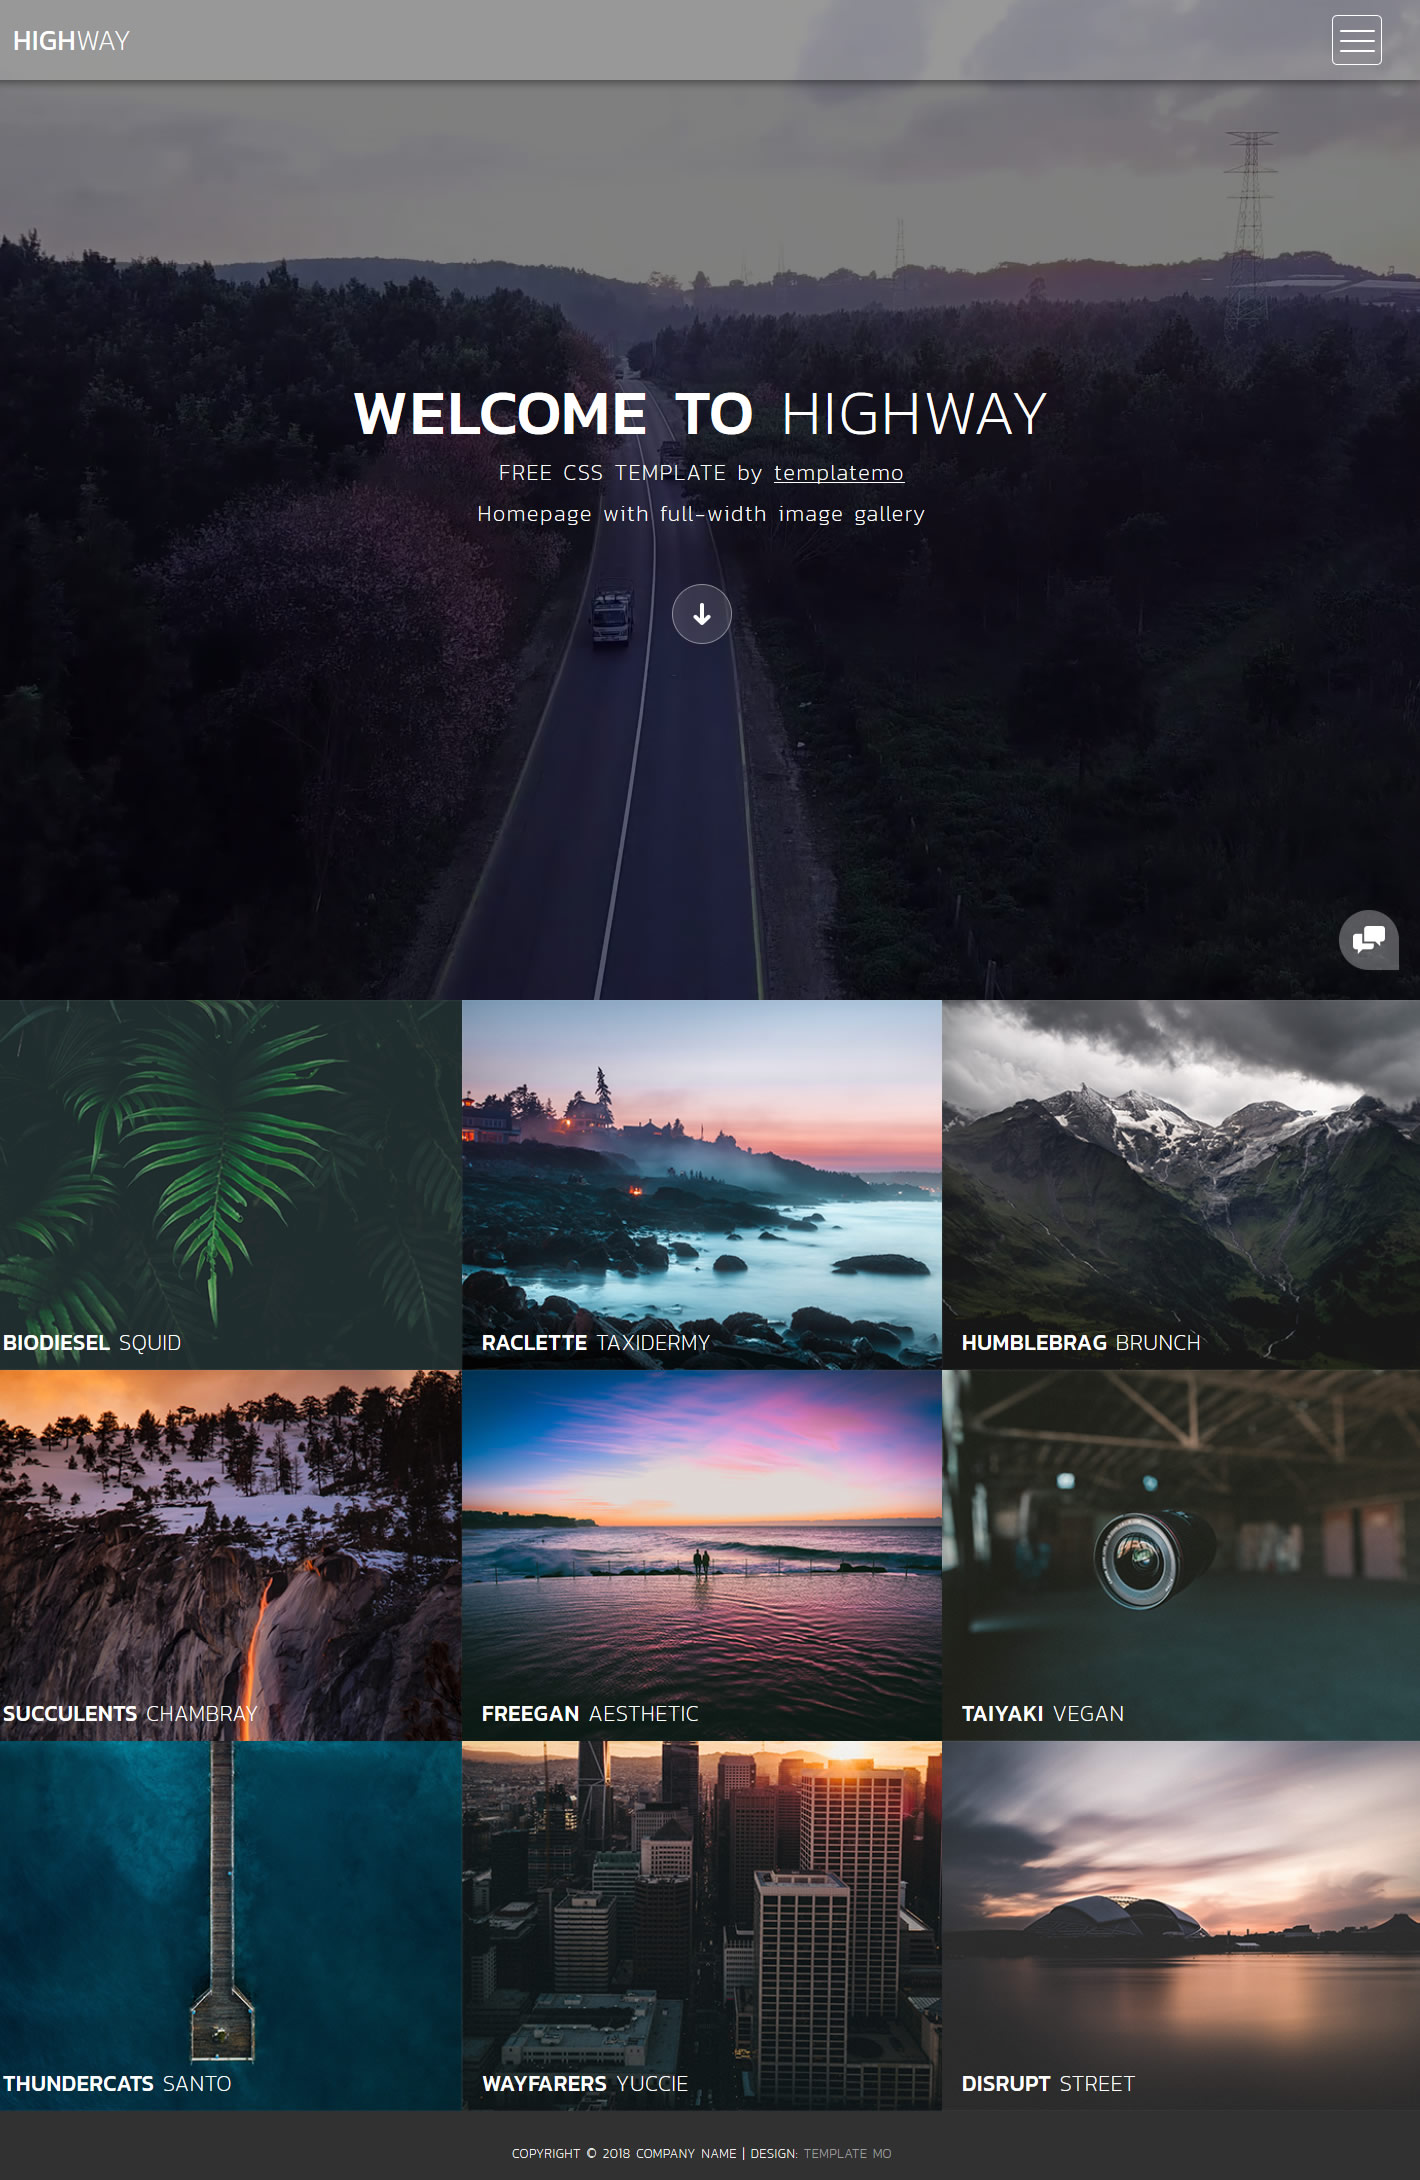 HIGHWAY
WELCOME TO HIGHWAY
FREE CSS TEMPLATE by templatemo
Homepage with full-width image gallery
BIODIESEL SQUID
RACLETTE TAXIDERMY
HUMBLEBRAG BRUNCH
SUCCULENTS CHAMBRAY
FREEGAN AESTHETIC
TAIYAKI VEGAN
THUNDERCATS SANTO
WAYFARERS YUCCIE
DISRUPT STREET
COPYRIGHT © 2018 COMPANY NAME | DESIGN: TEMPLATE MO